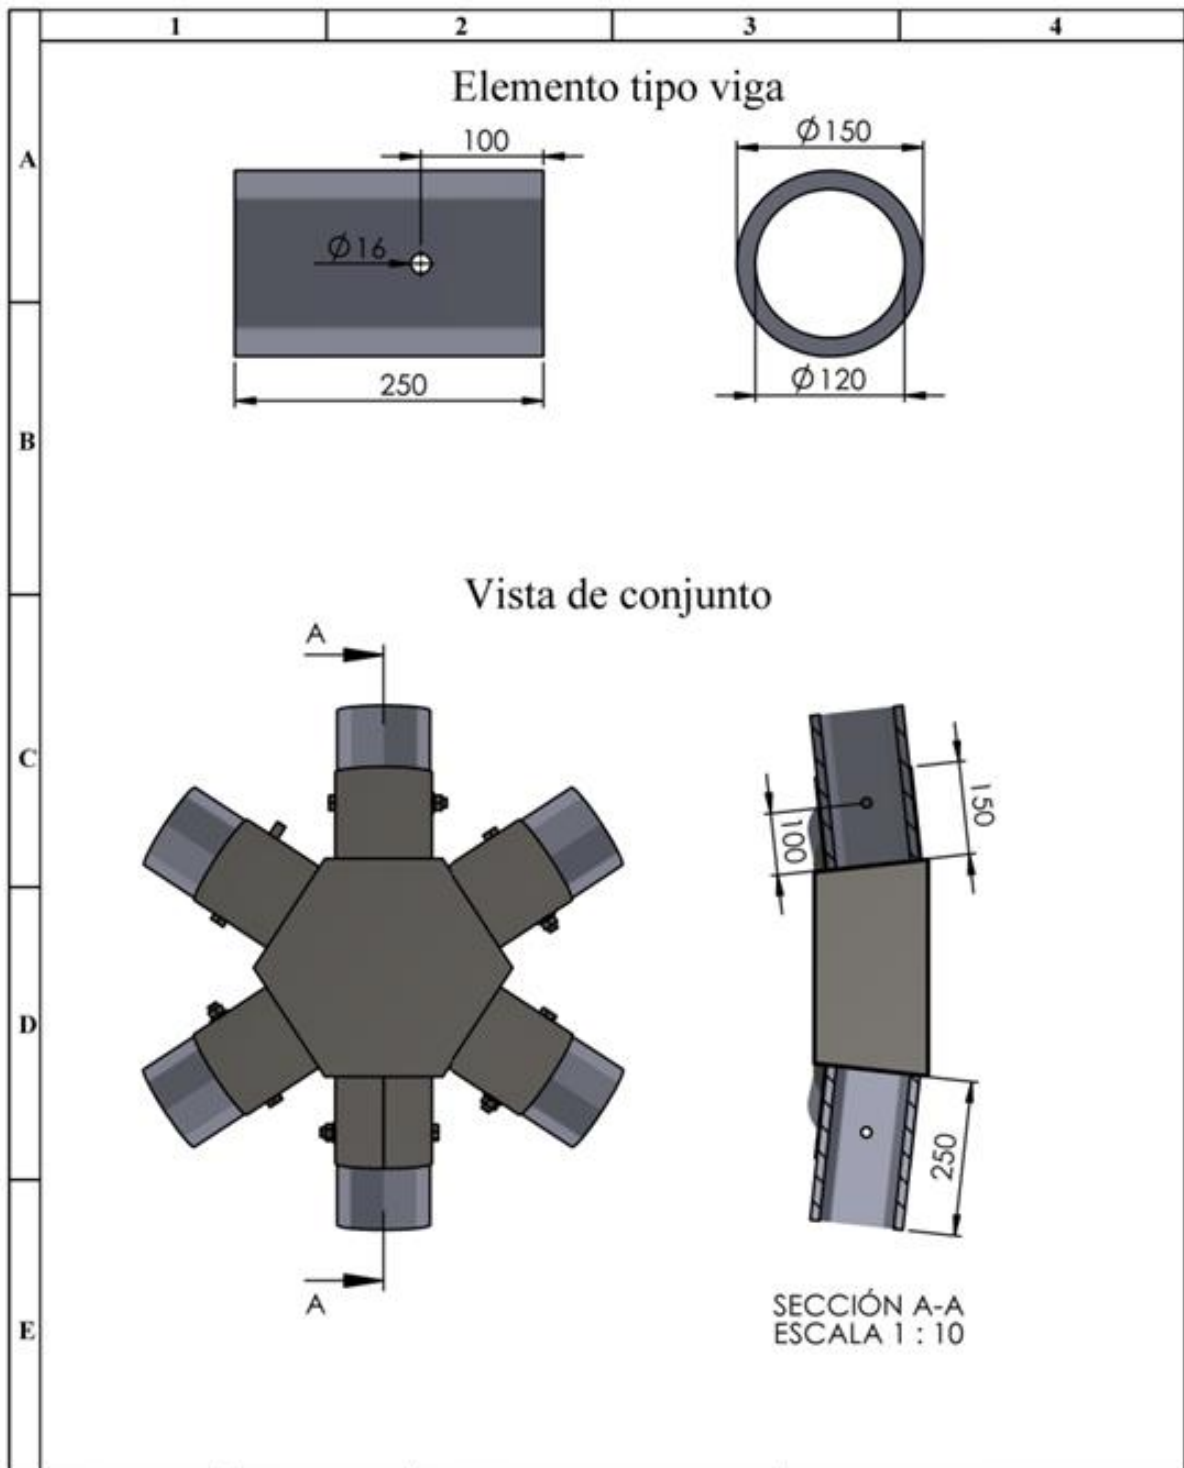 1 2 3 4
Elemento tipo viga
A
100
Ø150
Ø16
250
Ø120
B
Vista de conjunto
A
C
100
150
D
250
A
SECCIÓN A-A
ESCALA 1 : 10
E